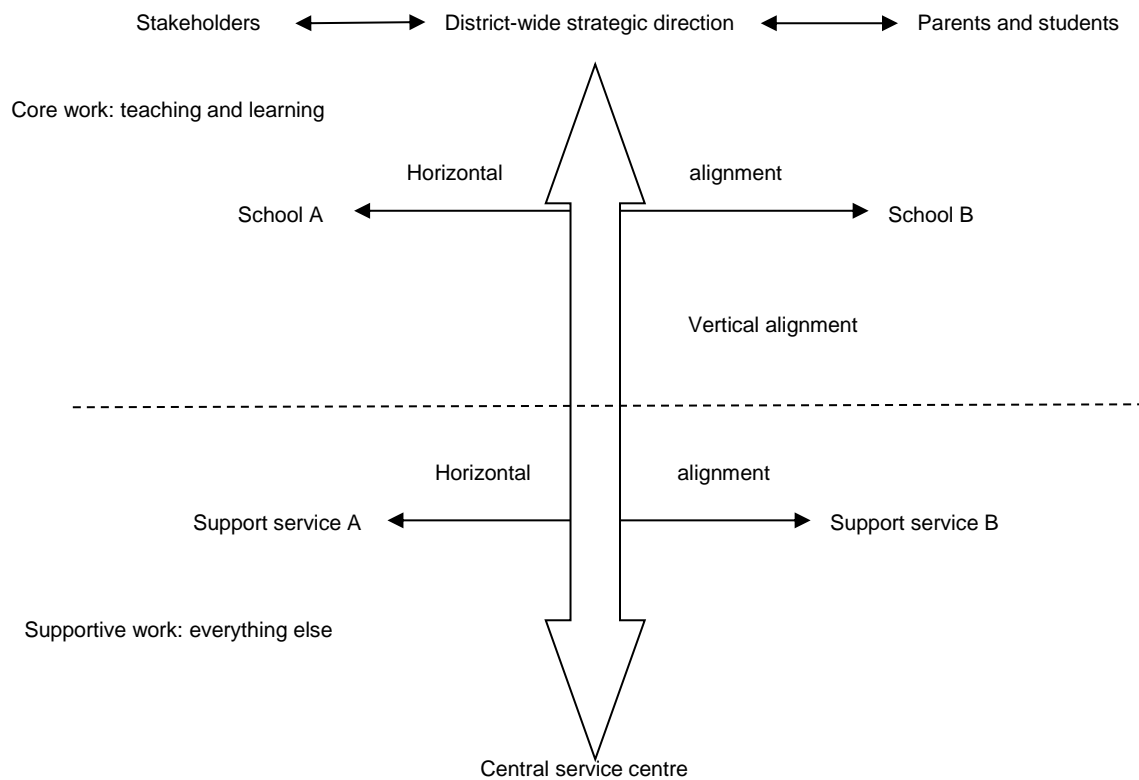 Stakeholders District-wide strategic direction Parents and students
Core work: teaching and learning
Horizontal alignment
School A School B
Vertical alignment
Horizontal alignment
Support service A Support service B
Supportive work: everything else
Central service centre